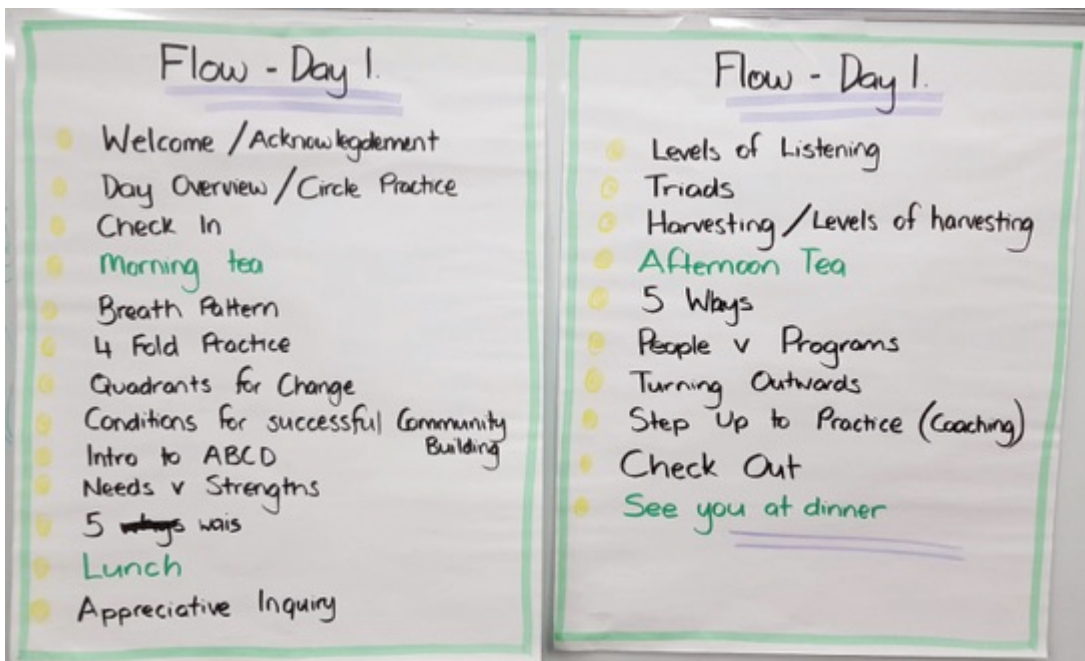 Flow - Day 1.
Welcome / Acknowlegdement
Day Overview / Circle Practice
Check In
Morning tea
Breath Pattern
4 Fold Practice
Quadrants for Change
Conditions for successful Community
Building
Intro to ABCD
Needs v Strengths
5 wais
Lunch
Appreciative Inquiry
Flow - Day 1.
Levels of Listening
Triads
Harvesting / Levels of harvesting
Afternoon Tea
5 Ways
People v Programs
Turning Outwards
Step Up to Practice (Coaching)
Check Out
See you at dinner